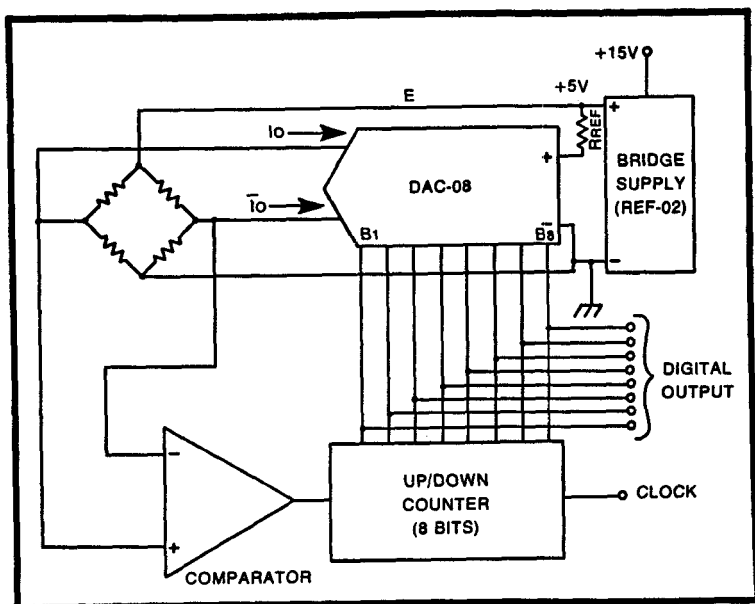 +15V
E
+5V
Io
RREF
+
+
DAC-08
BRIDGE
SUPPLY
(REF-02)
Īo
B1
B8
−
−
DIGITAL
OUTPUT
−
UP/DOWN
COUNTER
(8 BITS)
CLOCK
+
COMPARATOR